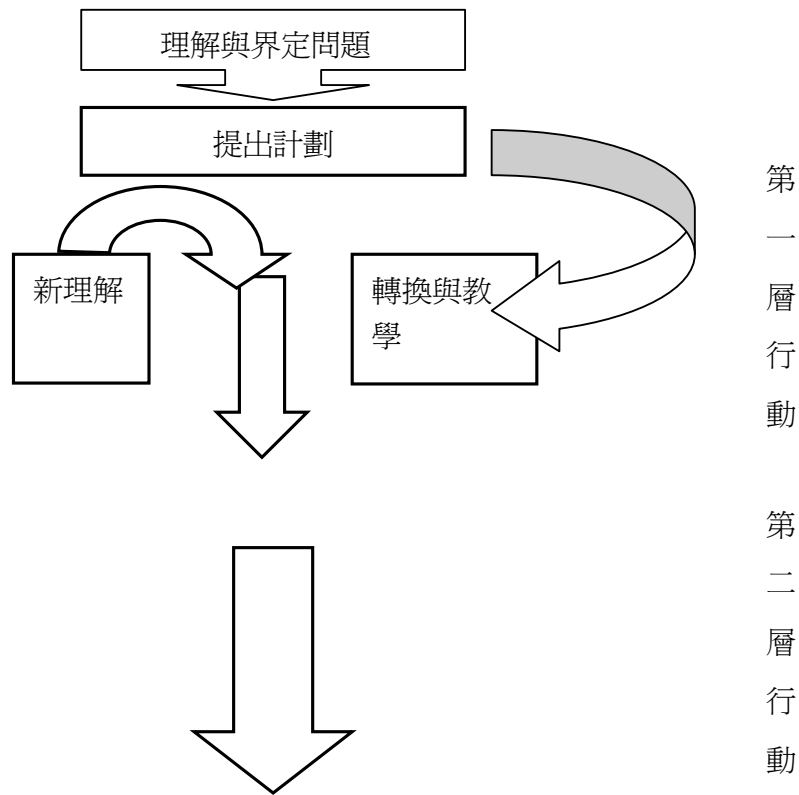 理解與界定問題
提出計劃
新理解
轉換與教
學
第一層行動
第二層行動